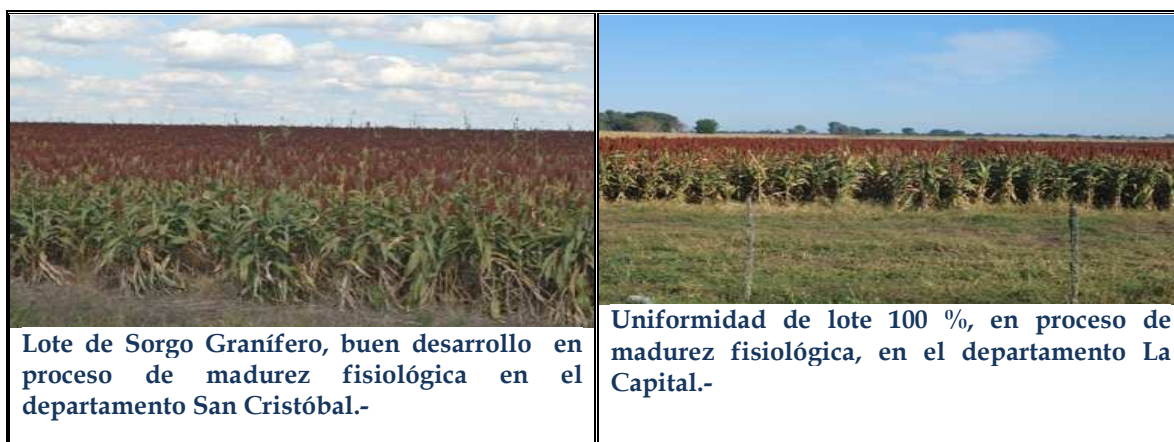 Lote de Sorgo Granífero, buen desarrollo en
proceso de madurez fisiológica en el
departamento San Cristóbal.-
Uniformidad de lote 100 %, en proceso de
madurez fisiológica, en el departamento La
Capital.-